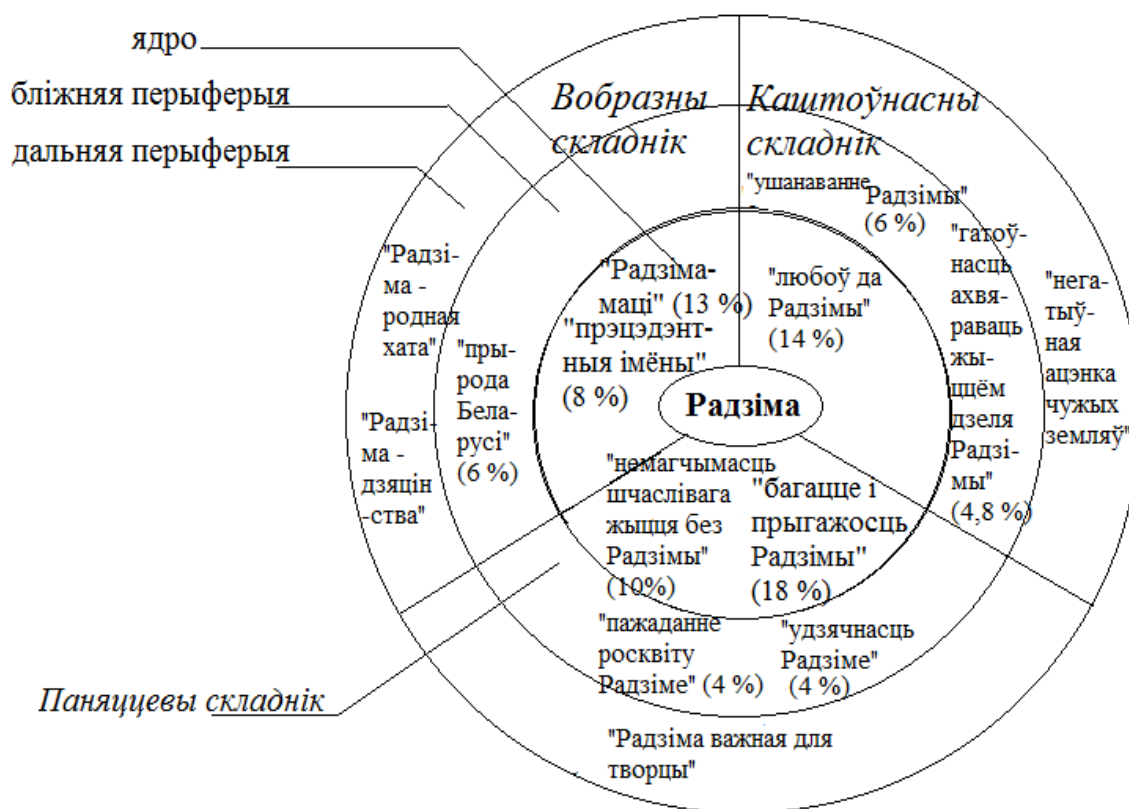 ядро
бліжняя перыферыя
дальняя перыферыя
Вобразны
складнік
Каштоўнасны
складнік
"ушанаванне
Радзімы"
(6 %)
"Радзі-
ма -
родная
хата"
"Радзі-
ма -
дзяцін
-ства"
"пры-
рода
Бела-
русі"
(6 %)
"Радзіма-
маці" (13 %)
"прэцэдэнт-
ныя імёны"
(8 %)
"любоў да
Радзімы"
(14 %)
"гатоў-
насць
ахвя-
раваць
жы-
ццём
дзеля
Радзі-
мы"
(4,8 %)
"нега-
тыў-
ная
ацэнка
чужых
земляў"
Радзіма
"немагчымасць
шчаслівага
жыцця без
Радзімы"
(10%)
"багацце і
прыгажосць
Радзімы"
(18 %)
"пажаданне
росквіту
Радзіме" (4 %)
"удзячнасць
Радзіме"
(4 %)
Паняццевы складнік
"Радзіма важная для
творцы"